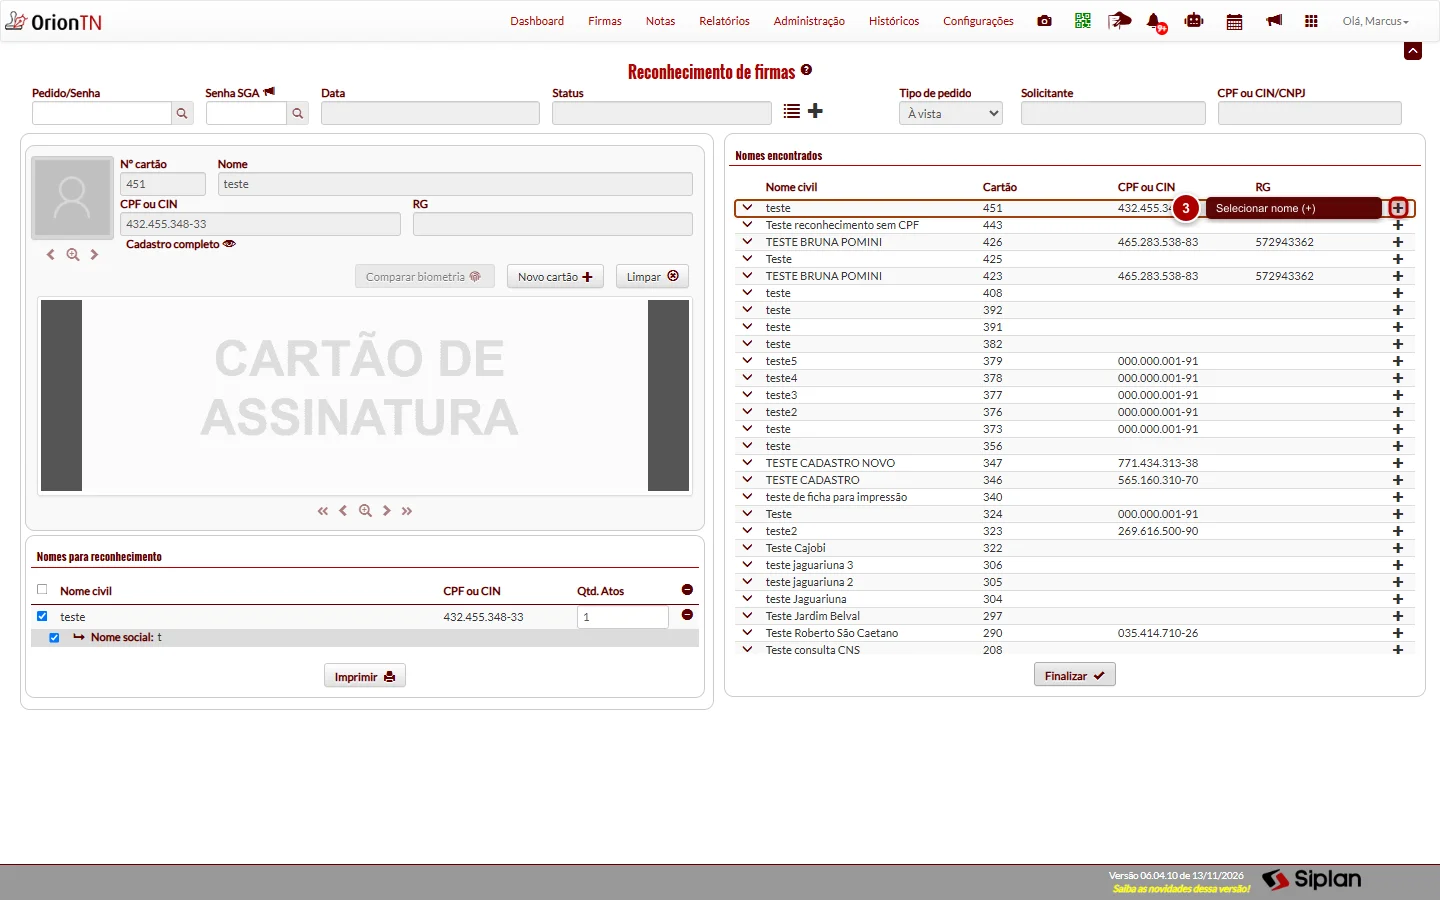 OrionTN
Dashboard Firmas Notas Relatórios Administração Históricos Configurações 9+ Olá, Marcus
Reconhecimento de firmas
Pedido/Senha Senha SGA Data Status Tipo de pedido Solicitante CPF ou CIN/CNPJ
À vista
Nº cartão Nome
451 teste
CPF ou CIN RG
432.455.348-33
Cadastro completo
Comparar biometria Novo cartão Limpar
CARTÃO DE
ASSINATURA
Nomes para reconhecimento
Nome civil CPF ou CIN Qtd. Atos
teste 432.455.348-33 1
Nome social: t
Imprimir
Nomes encontrados
Nome civil Cartão CPF ou CIN RG
teste 451 432.455.34 3 Selecionar nome (+)
Teste reconhecimento sem CPF 443
TESTE BRUNA POMINI 426 465.283.538-83 572943362
Teste 425
TESTE BRUNA POMINI 423 465.283.538-83 572943362
teste 408
teste 392
teste 391
teste 382
teste5 379 000.000.001-91
teste4 378 000.000.001-91
teste3 377 000.000.001-91
teste2 376 000.000.001-91
teste 373 000.000.001-91
teste 356
TESTE CADASTRO NOVO 347 771.434.313-38
TESTE CADASTRO 346 565.160.310-70
teste de ficha para impressão 340
Teste 324 000.000.001-91
teste2 323 269.616.500-90
Teste Cajobi 322
teste jaguariuna 3 306
teste jaguariuna 2 305
teste Jaguariuna 304
Teste Jardim Belval 297
Teste Roberto São Caetano 290 035.414.710-26
Teste consulta CNS 208
Finalizar
Versão 06.04.10 de 13/11/2026
Saiba as novidades dessa versão!
Siplan